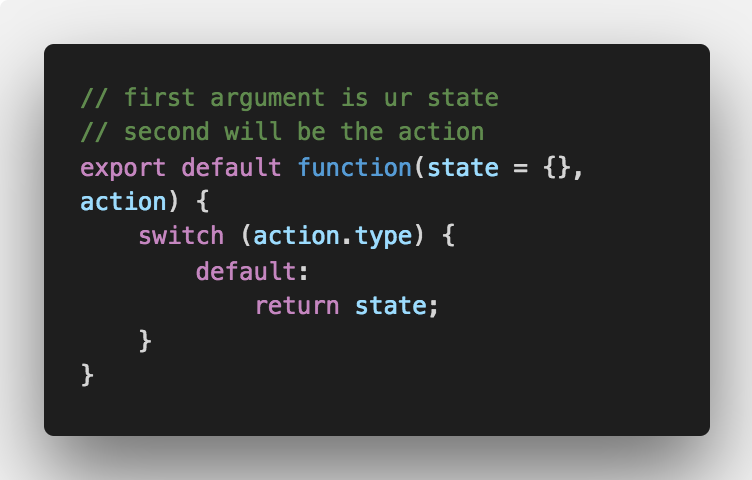 // first argument is ur state
// second will be the action
export default function(state = {},
action) {
    switch (action.type) {
        default:
            return state;
    }
}